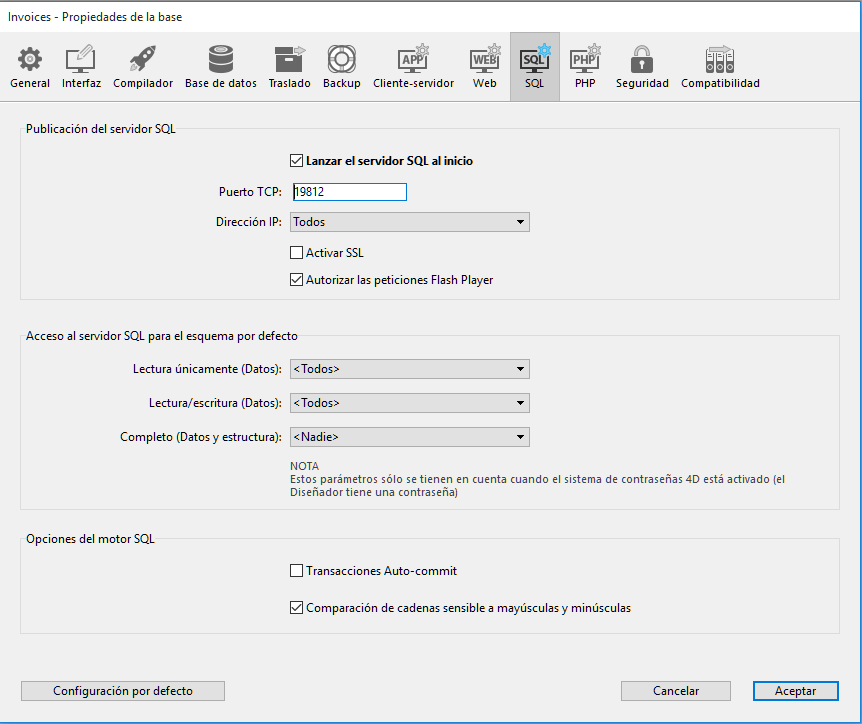 Invoices - Propiedades de la base
APP WEB SQL PHP
General Interfaz Compilador Base de datos Traslado Backup Cliente-servidor Web SQL PHP Seguridad Compatibilidad
Publicación del servidor SQL
Lanzar el servidor SQL al inicio
Puerto TCP: 19812
Dirección IP: Todos
Activar SSL
Autorizar las peticiones Flash Player
Acceso al servidor SQL para el esquema por defecto
Lectura únicamente (Datos): <Todos>
Lectura/escritura (Datos): <Todos>
Completo (Datos y estructura): <Nadie>
NOTA
Estos parámetros sólo se tienen en cuenta cuando el sistema de contraseñas 4D está activado (el
Diseñador tiene una contraseña)
Opciones del motor SQL
Transacciones Auto-commit
Comparación de cadenas sensible a mayúsculas y minúsculas
Configuración por defecto Cancelar Aceptar